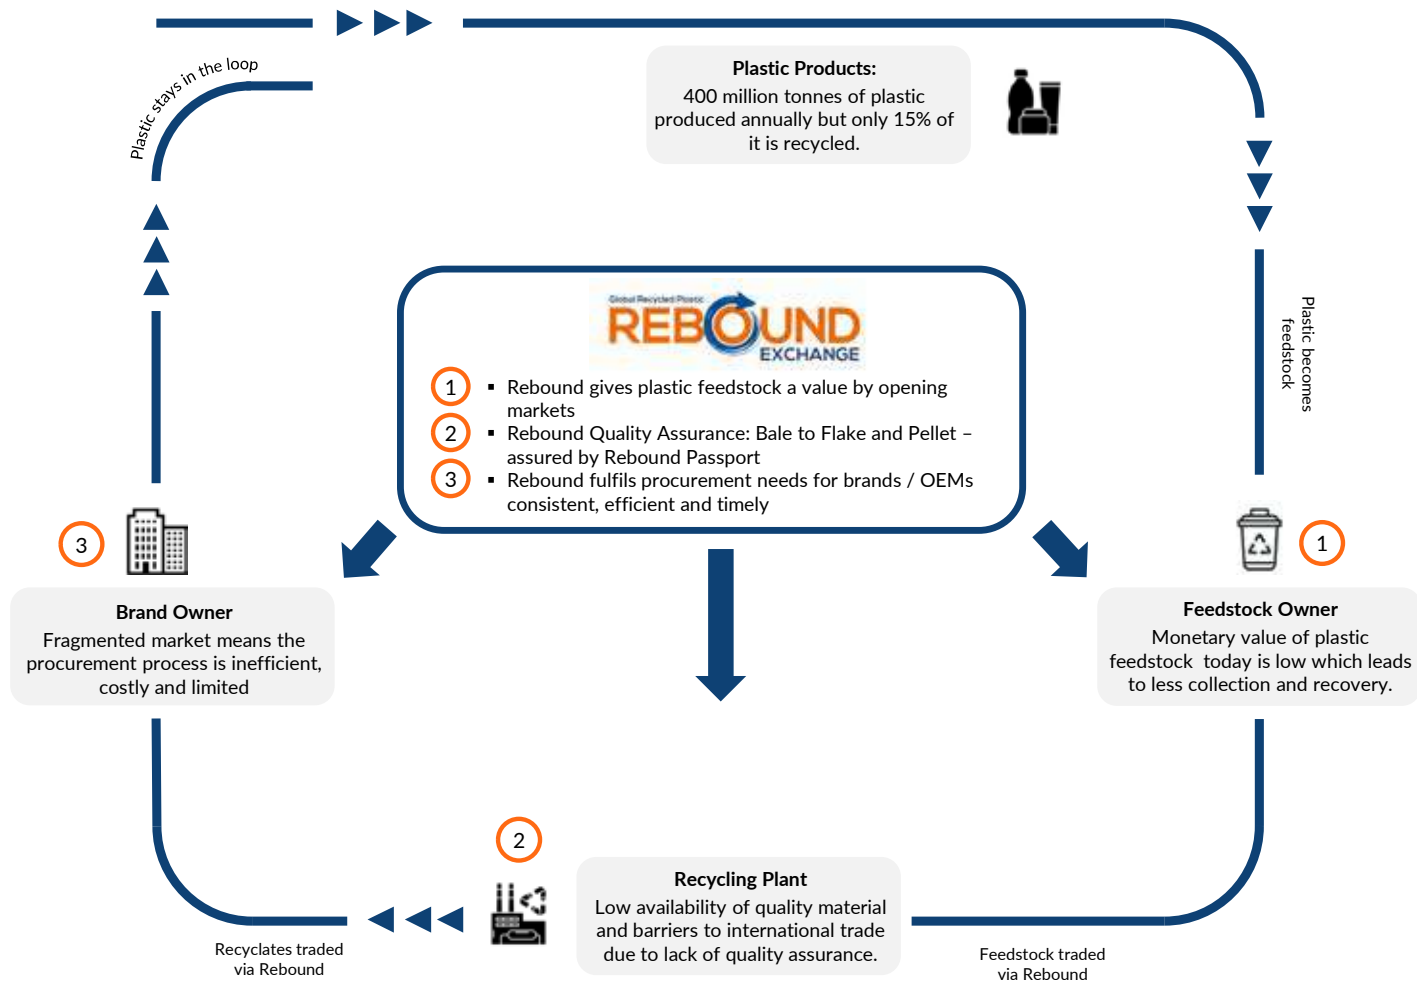 Plastic stays in the loop
Plastic Products:
400 million tonnes of plastic
produced annually but only 15% of
it is recycled.
Global Recycled Plastic
REBOUND
EXCHANGE
1 ▪ Rebound gives plastic feedstock a value by opening
markets
2 ▪ Rebound Quality Assurance: Bale to Flake and Pellet –
assured by Rebound Passport
3 ▪ Rebound fulfils procurement needs for brands / OEMs
consistent, efficient and timely
Plastic becomes
feedstock
3
Brand Owner
Fragmented market means the
procurement process is inefficient,
costly and limited
1
Feedstock Owner
Monetary value of plastic
feedstock today is low which leads
to less collection and recovery.
2
Recycling Plant
Low availability of quality material
and barriers to international trade
due to lack of quality assurance.
Recyclates traded
via Rebound
Feedstock traded
via Rebound